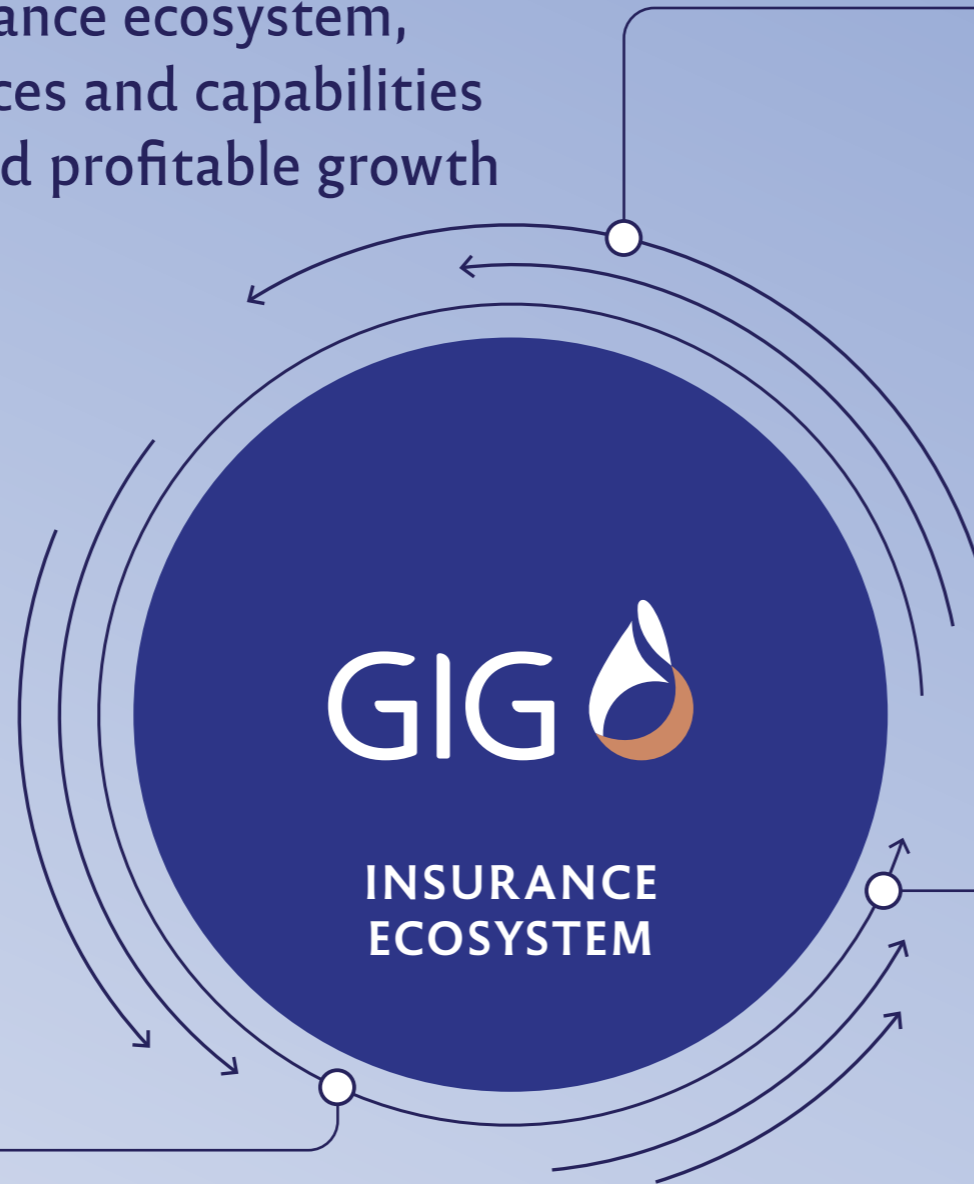 ance ecosystem,
ces and capabilities
d profitable growth
GIG
INSURANCE
ECOSYSTEM